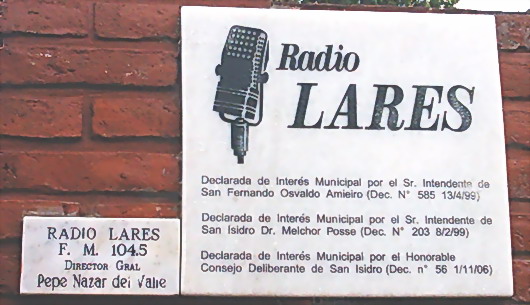 Radio
LARES
Declarada de Interés Municipal por el Sr. Intendente de
San Fernando Osvaldo Amieiro (Dec. N° 585 13/4/99)
Declarada de Interés Municipal por el Sr. Intendente de
San Isidro Dr. Melchor Posse (Dec. N° 203 8/2/99)
Declarada de Interés Municipal por el Honorable
Consejo Deliberante de San Isidro (Dec. n° 56 1/11/06)
RADIO LARES
F. M. 104.5
DIRECTOR GRAL
Pepe Nazar del Valle